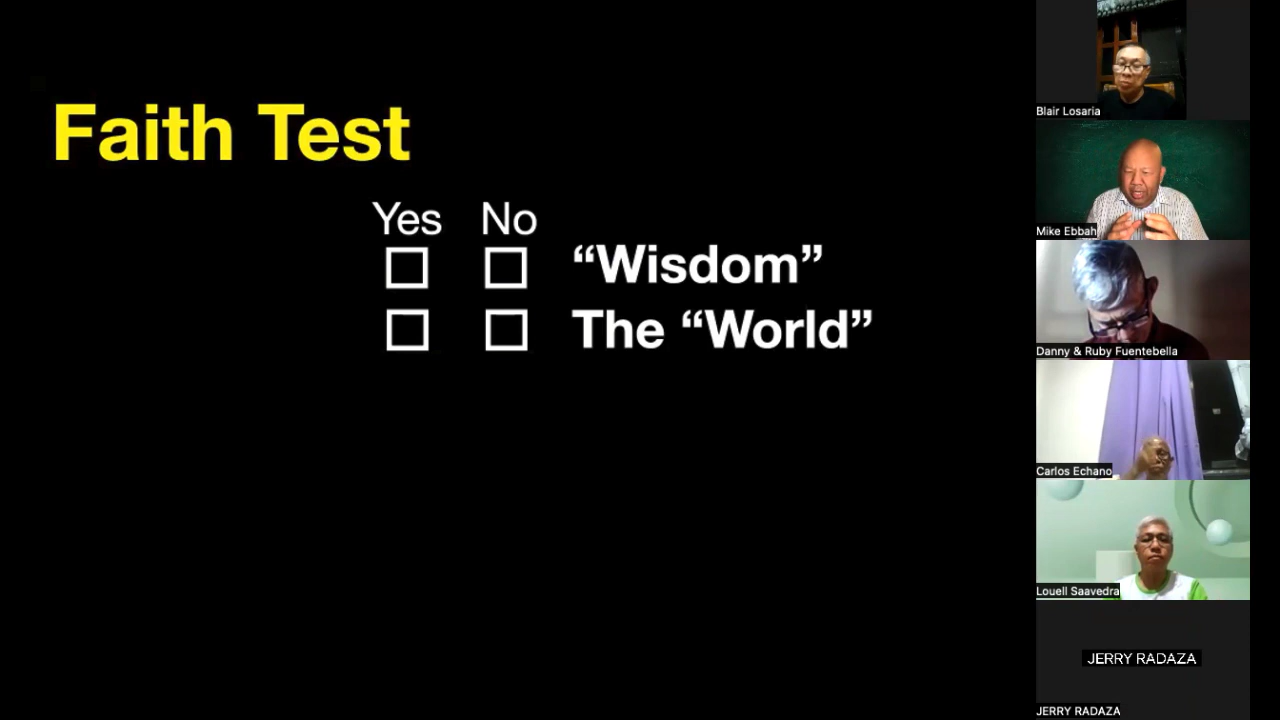 Faith Test
Yes No
“Wisdom”
The “World”
Blair Losaria
Mike Ebbah
Danny & Ruby Fuentebella
Carlos Echano
Louell Saavedra
JERRY RADAZA
JERRY RADAZA